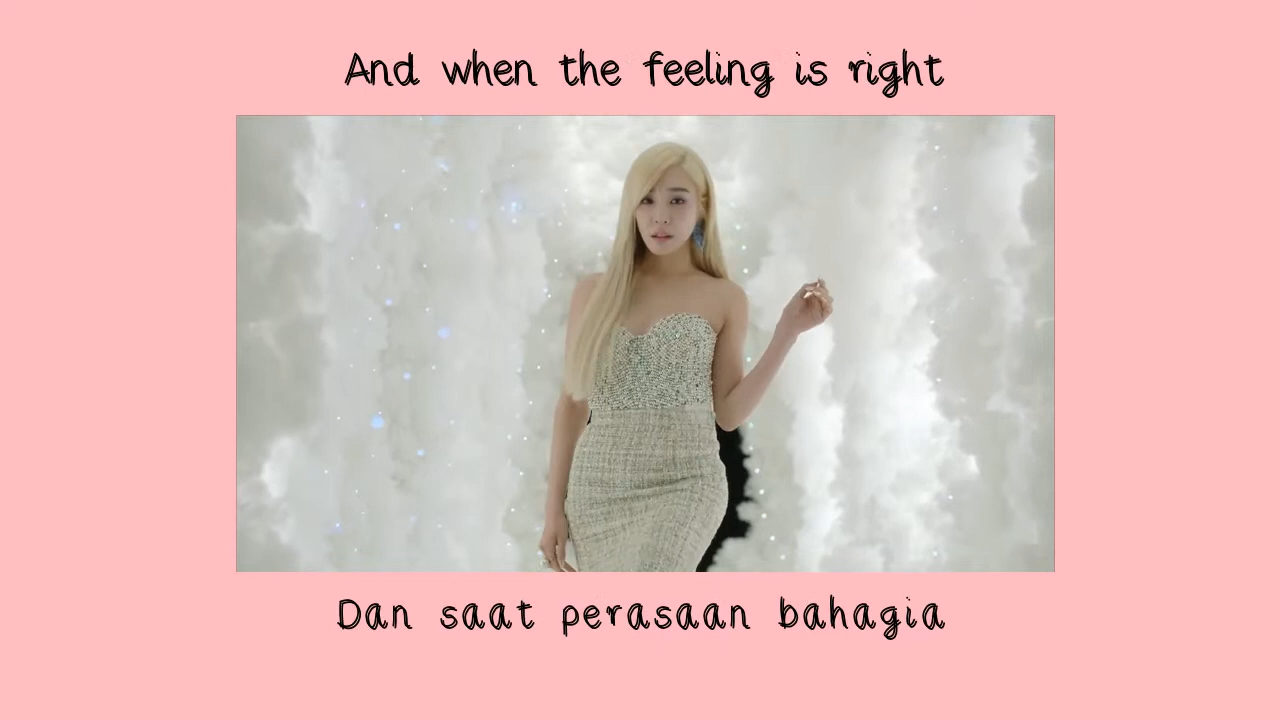 And when the feeling is right
Dan saat perasaan bahagia